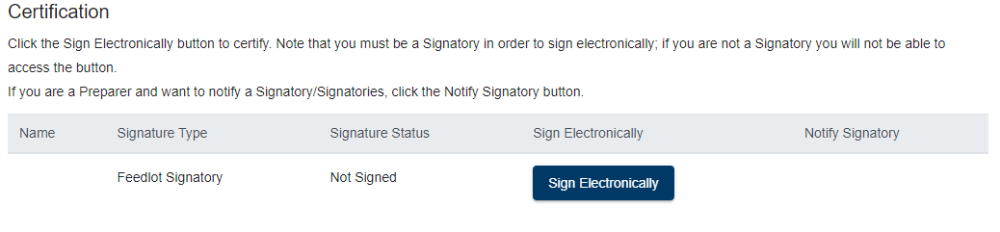 Certification
Click the Sign Electronically button to certify. Note that you must be a Signatory in order to sign electronically; if you are not a Signatory you will not be able to
access the button.
If you are a Preparer and want to notify a Signatory/Signatories, click the Notify Signatory button.
Name Signature Type Signature Status Sign Electronically Notify Signatory
Feedlot Signatory Not Signed Sign Electronically